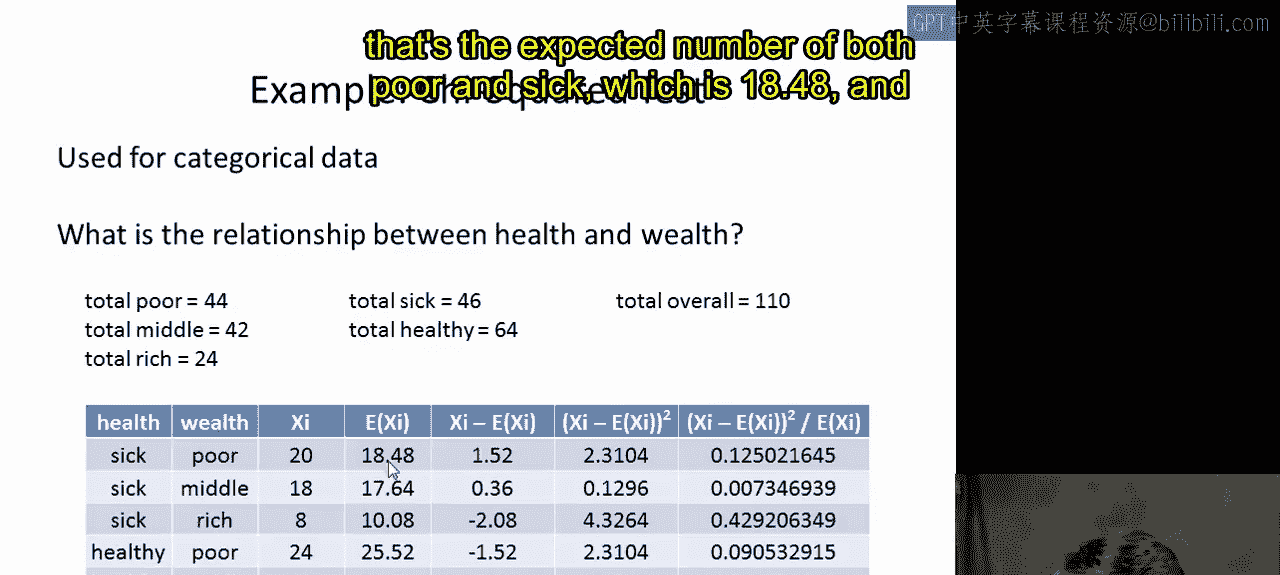 GPT中英字幕课程资源@bilibili.com
that's the expected number of both
poor and sick, which is 18.48, and
Used for categorical data
What is the relationship between health and wealth?
total poor = 44 total sick = 46 total overall = 110
total middle = 42 total healthy = 64
total rich = 24
health wealth Xi E(Xi) Xi – E(Xi) (Xi – E(Xi))² (Xi – E(Xi))² / E(Xi)
sick poor 20 18.48 1.52 2.3104 0.125021645
sick middle 18 17.64 0.36 0.1296 0.007346939
sick rich 8 10.08 -2.08 4.3264 0.429206349
healthy poor 24 25.52 -1.52 2.3104 0.090532915